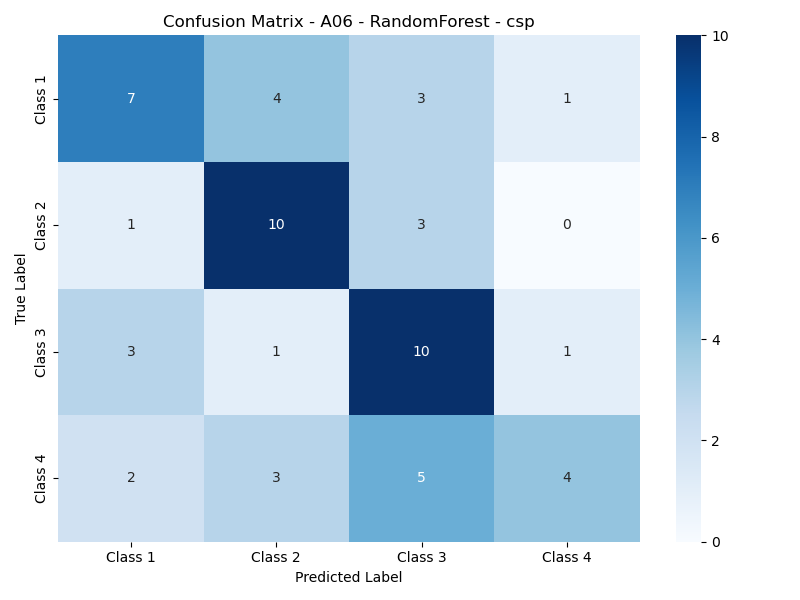 Confusion Matrix - A06 - RandomForest - csp
True Label
Class 1
7 4 3 1
Class 2
1 10 3 0
Class 3
3 1 10 1
Class 4
2 3 5 4
Class 1 Class 2 Class 3 Class 4
Predicted Label
10
8
6
4
2
0